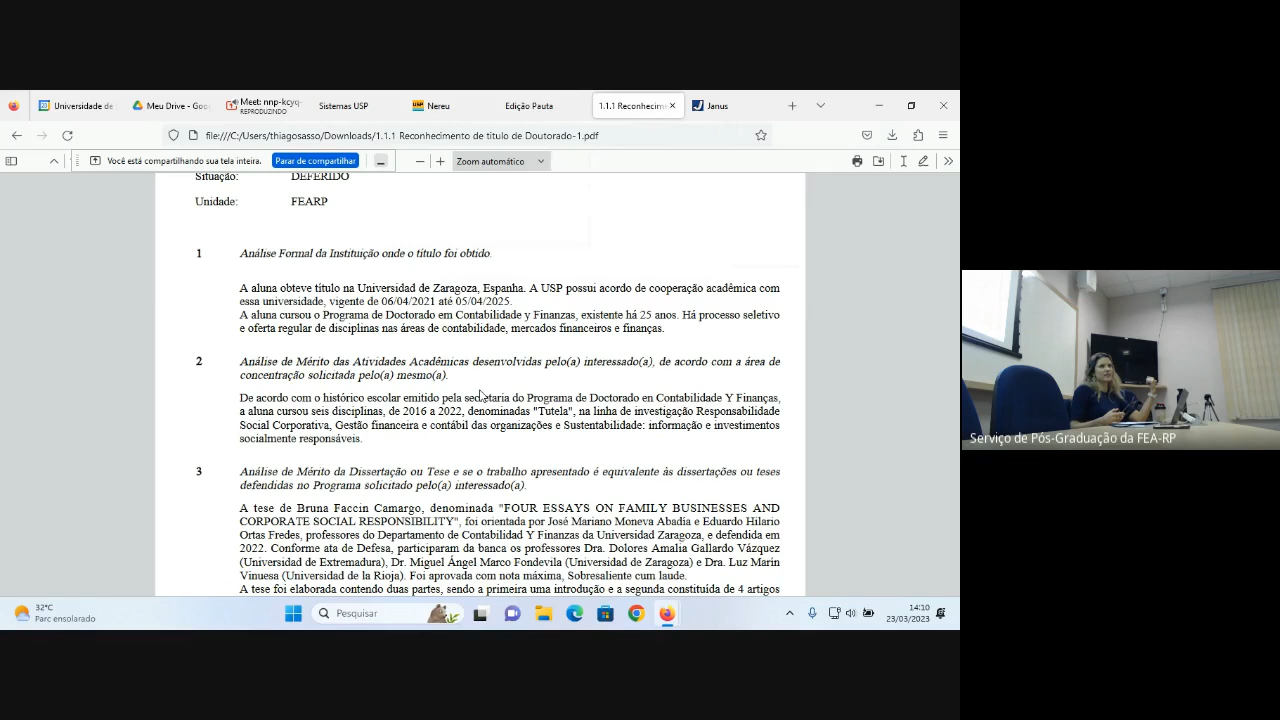 Universidade de
Meu Drive - Goo
Meet: nnp-kcyq-
REPRODUZINDO
Sistemas USP
Nereu
Edição Pauta
1.1.1 Reconhecim
Janus
file:///C:/Users/thiagosasso/Downloads/1.1.1 Reconhecimento de titulo de Doutorado-1.pdf
Você está compartilhando sua tela inteira.
Parar de compartilhar
Zoom automático
Situação: DEFERIDO
Unidade: FEARP
1 Análise Formal da Instituição onde o título foi obtido.
A aluna obteve título na Universidad de Zaragoza, Espanha. A USP possui acordo de cooperação acadêmica com
essa universidade, vigente de 06/04/2021 até 05/04/2025.
A aluna cursou o Programa de Doctorado em Contabilidade y Finanzas, existente há 25 anos. Há processo seletivo
e oferta regular de disciplinas nas áreas de contabilidade, mercados financeiros e finanças.
2 Análise de Mérito das Atividades Acadêmicas desenvolvidas pelo(a) interessado(a), de acordo com a área de
concentração solicitada pelo(a) mesmo(a).
De acordo com o histórico escolar emitido pela secretaria do Programa de Doctorado en Contabilidade Y Finanças,
a aluna cursou seis disciplinas, de 2016 a 2022, denominadas "Tutela", na linha de investigação Responsabilidade
Social Corporativa, Gestão financeira e contábil das organizações e Sustentabilidade: informação e investimentos
socialmente responsáveis.
3 Análise de Mérito da Dissertação ou Tese e se o trabalho apresentado é equivalente às dissertações ou teses
defendidas no Programa solicitado pelo(a) interessado(a).
A tese de Bruna Faccin Camargo, denominada "FOUR ESSAYS ON FAMILY BUSINESSES AND
CORPORATE SOCIAL RESPONSIBILITY", foi orientada por José Mariano Moneva Abadía e Eduardo Hilario
Ortas Fredes, professores do Departamento de Contabilidad Y Finanzas da Universidad Zaragoza, e defendida em
2022. Conforme ata de Defesa, participaram da banca os professores Dra. Dolores Amalia Gallardo Vázquez
(Universidad de Extremadura), Dr. Miguel Ángel Marco Fondevila (Universidad de Zaragoza) e Dra. Luz Marín
Vinuesa (Universidad de la Rioja). Foi aprovada com nota máxima, Sobresaliente cum laude.
A tese foi elaborada contendo duas partes, sendo a primeira uma introdução e a segunda constituída de 4 artigos
Serviço de Pós-Graduação da FEA-RP
32°C
Parc ensolarado
Pesquisar
14:10
23/03/2023